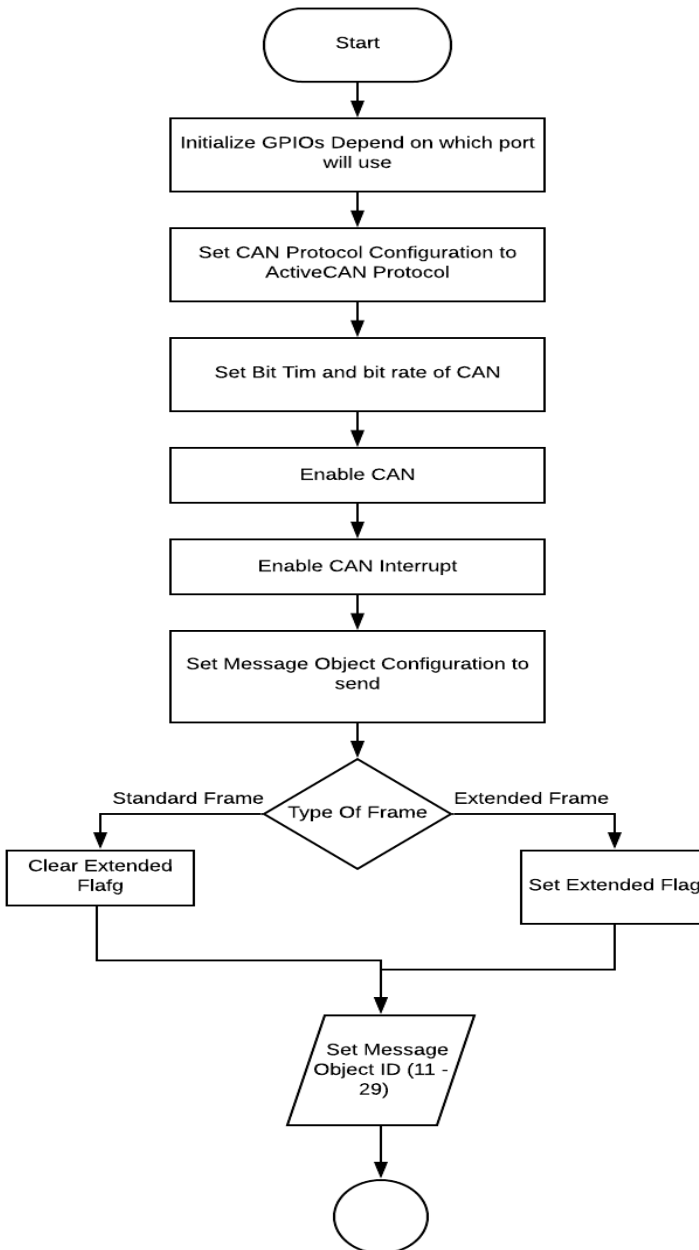 Start
Initialize GPIOs Depend on which port
will use
Set CAN Protocol Configuration to
ActiveCAN Protocol
Set Bit Tim and bit rate of CAN
Enable CAN
Enable CAN Interrupt
Set Message Object Configuration to
send
Standard Frame
Type Of Frame
Extended Frame
Clear Extended
Flafg
Set Extended Flag
Set Message
Object ID (11 -
29)